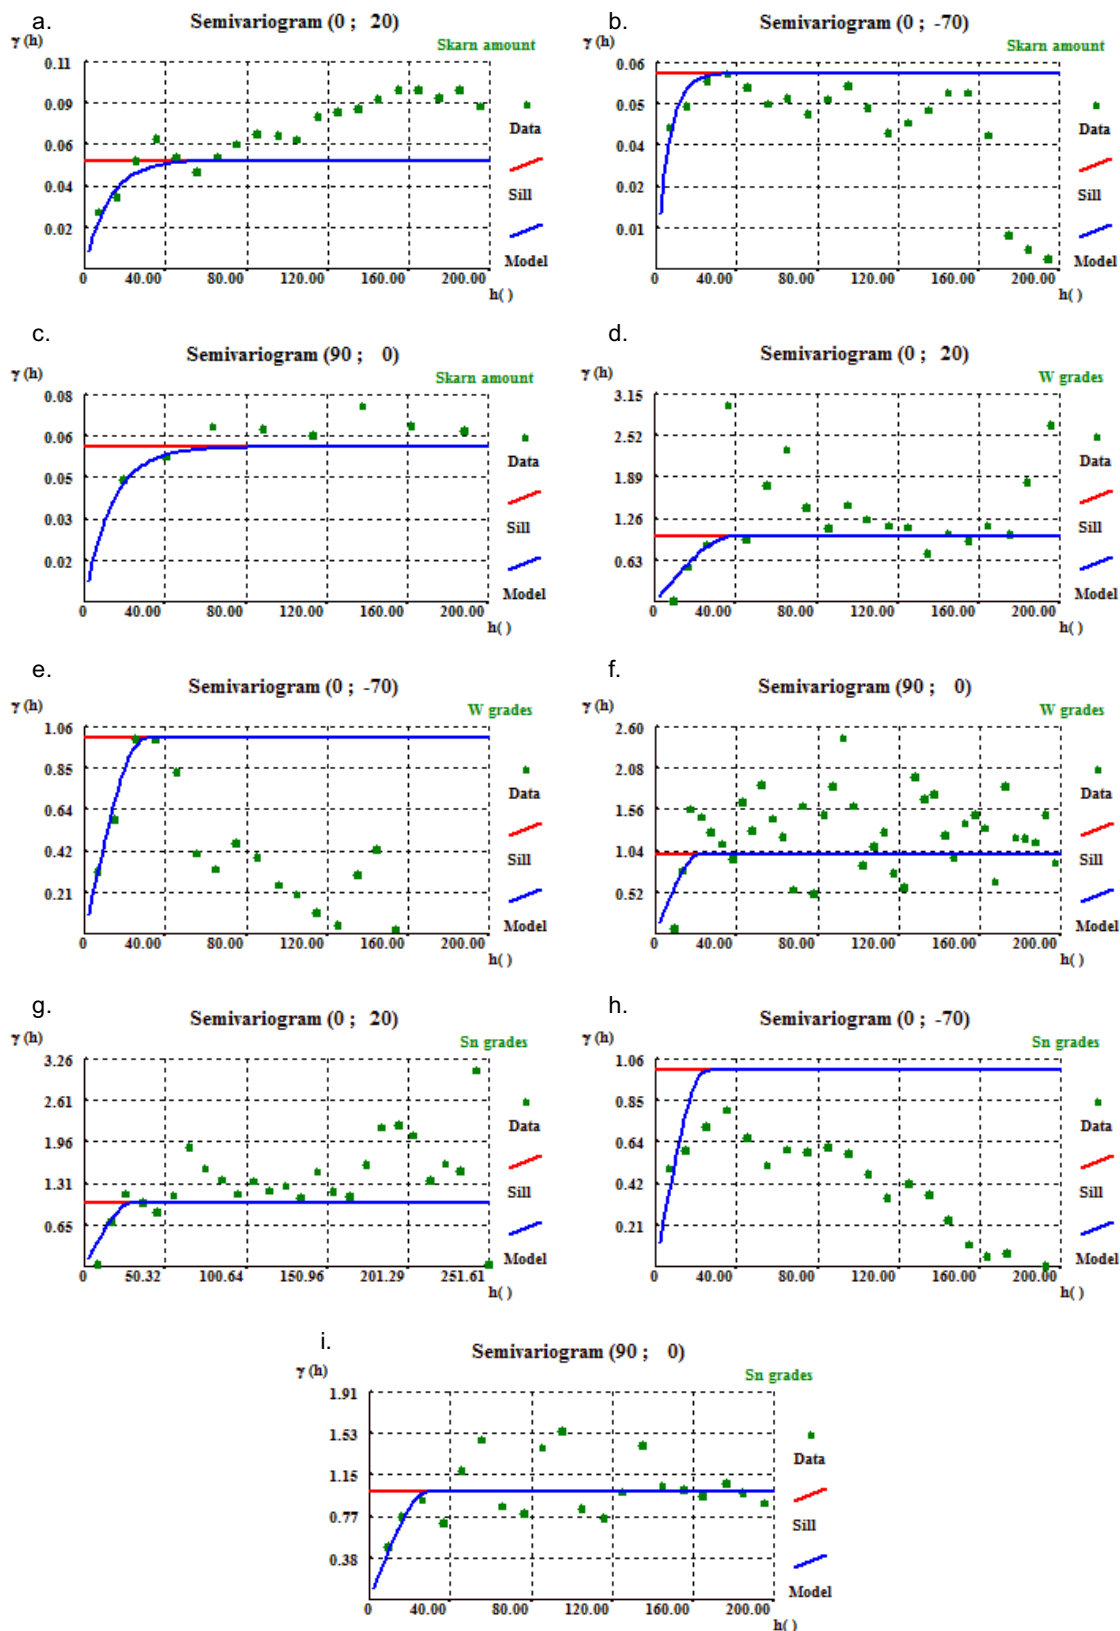 a.
Semivariogram (0 ; 20)
γ (h)
Skarn amount
0.11
0.09
0.06
0.04
0.02
0
40.00
80.00
120.00
160.00
200.00
h( )
Data
Sill
Model
b.
Semivariogram (0 ; -70)
γ (h)
Skarn amount
0.06
0.05
0.04
0.02
0.01
0
40.00
80.00
120.00
160.00
200.00
h( )
Data
Sill
Model
c.
Semivariogram (90 ; 0)
γ (h)
Skarn amount
0.08
0.06
0.05
0.03
0.02
0
40.00
80.00
120.00
160.00
200.00
h( )
Data
Sill
Model
d.
Semivariogram (0 ; 20)
γ (h)
W grades
3.15
2.52
1.89
1.26
0.63
0
40.00
80.00
120.00
160.00
200.00
h( )
Data
Sill
Model
e.
Semivariogram (0 ; -70)
γ (h)
W grades
1.06
0.85
0.64
0.42
0.21
0
40.00
80.00
120.00
160.00
200.00
h( )
Data
Sill
Model
f.
Semivariogram (90 ; 0)
γ (h)
W grades
2.60
2.08
1.56
1.04
0.52
0
40.00
80.00
120.00
160.00
200.00
h( )
Data
Sill
Model
g.
Semivariogram (0 ; 20)
γ (h)
Sn grades
3.26
2.61
1.96
1.31
0.65
0
50.32
100.64
150.96
201.29
251.61
h( )
Data
Sill
Model
h.
Semivariogram (0 ; -70)
γ (h)
Sn grades
1.06
0.85
0.64
0.42
0.21
0
40.00
80.00
120.00
160.00
200.00
h( )
Data
Sill
Model
i.
Semivariogram (90 ; 0)
γ (h)
Sn grades
1.91
1.53
1.15
0.77
0.38
0
40.00
80.00
120.00
160.00
200.00
h( )
Data
Sill
Model